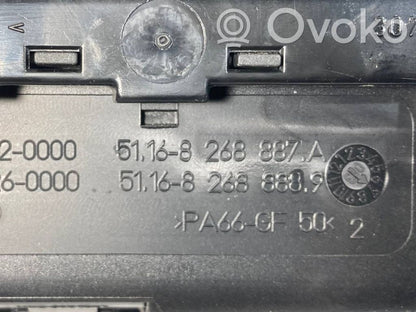 Ovoko
<
2-0000 51.16-8 268 887.A
26-0000 51.16-8 268 888.9
>PA66-GF 50< 2